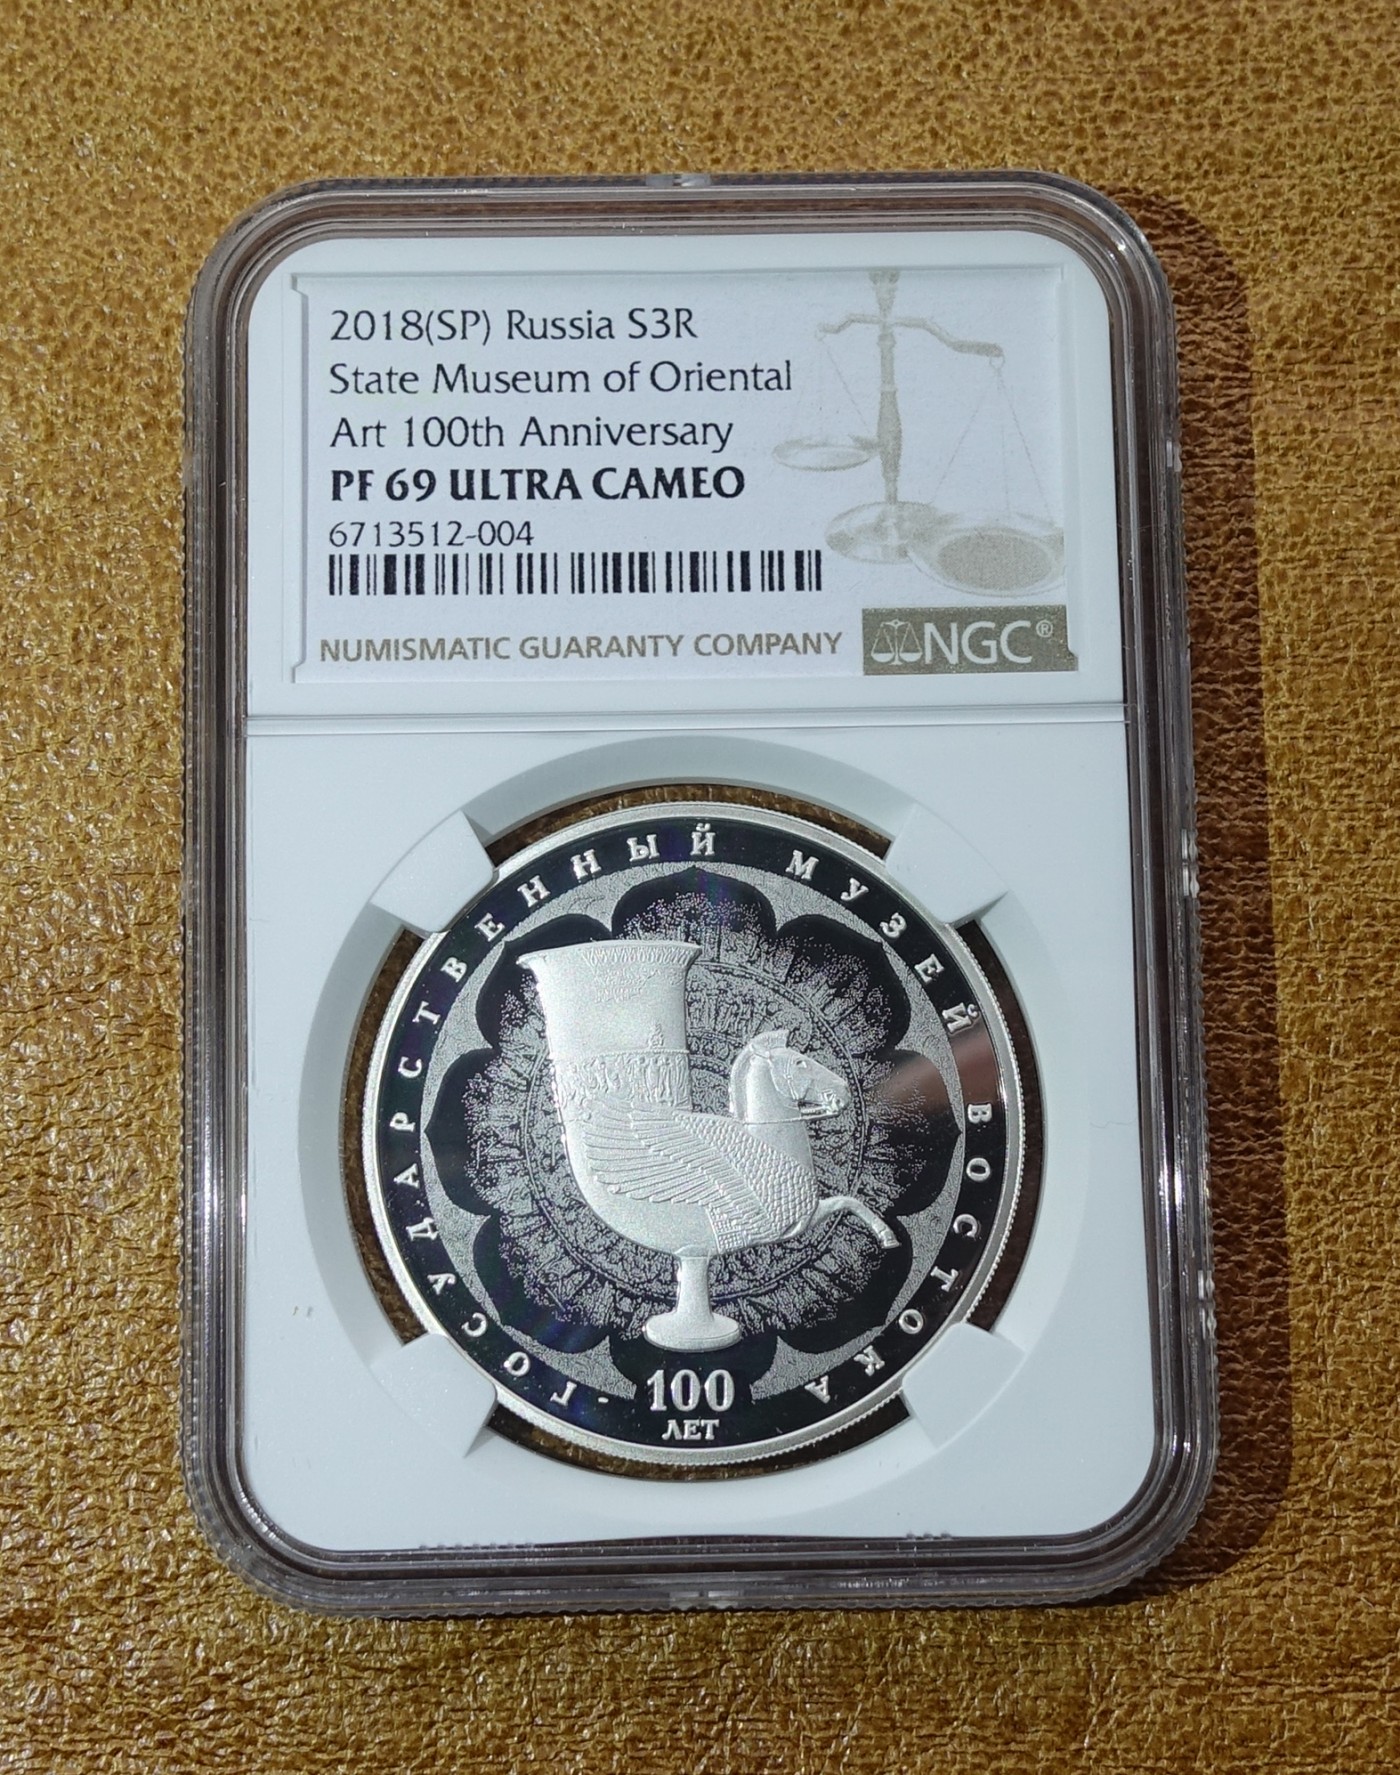 2018(SP) Russia S3R
State Museum of Oriental
Art 100th Anniversary
PF 69 ULTRA CAMEO
6713512-004
NUMISMATIC GUARANTY COMPANY
NGC®
ГОСУДАРСТВЕННЫЙ МУЗЕЙ ВОСТОКА
100
ЛЕТ